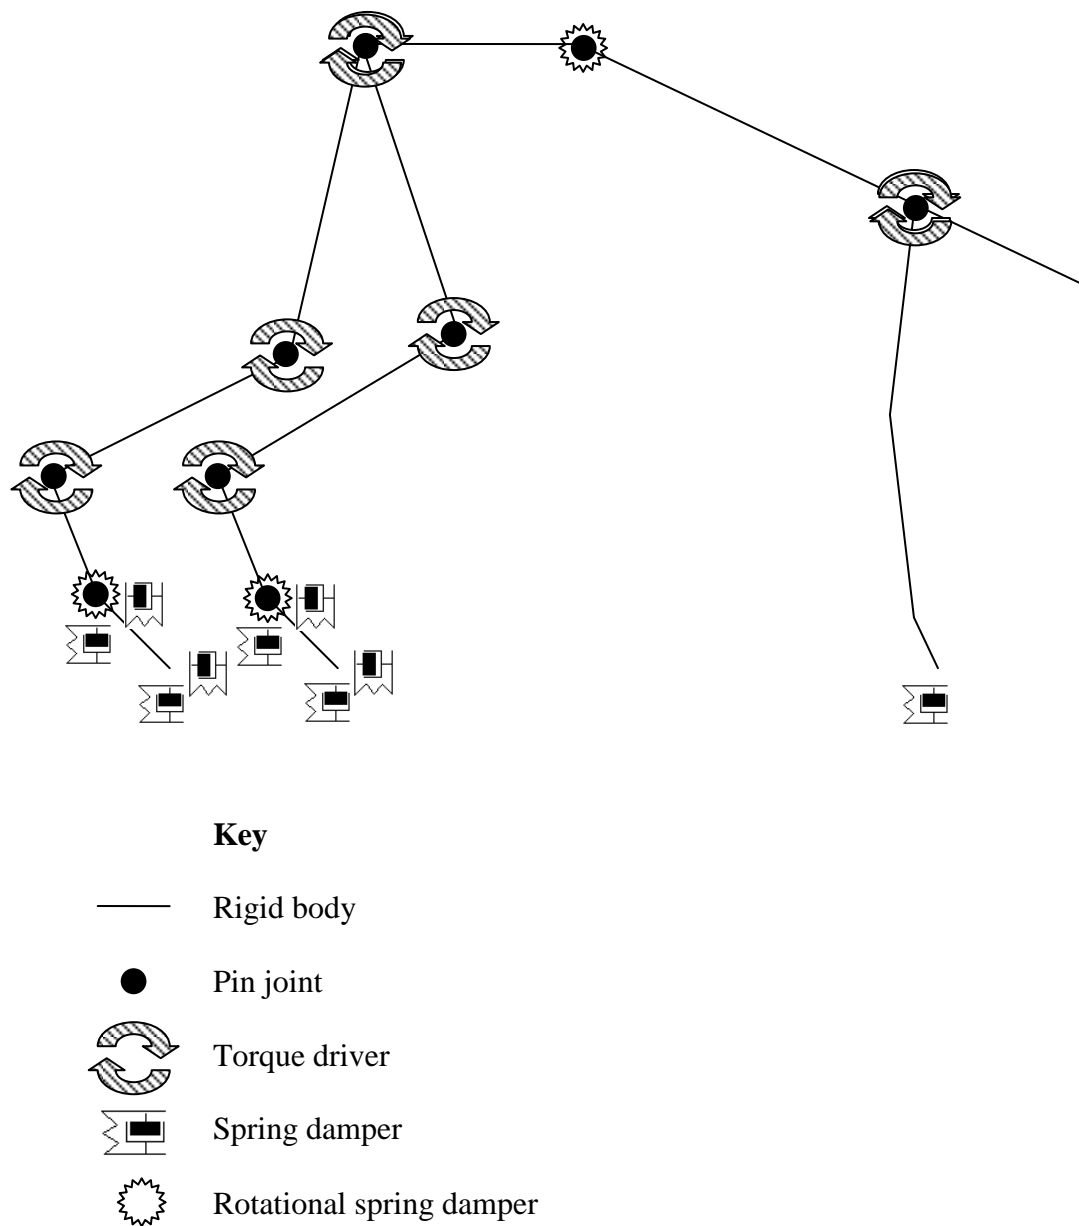 Key
Rigid body
Pin joint
Torque driver
Spring damper
Rotational spring damper